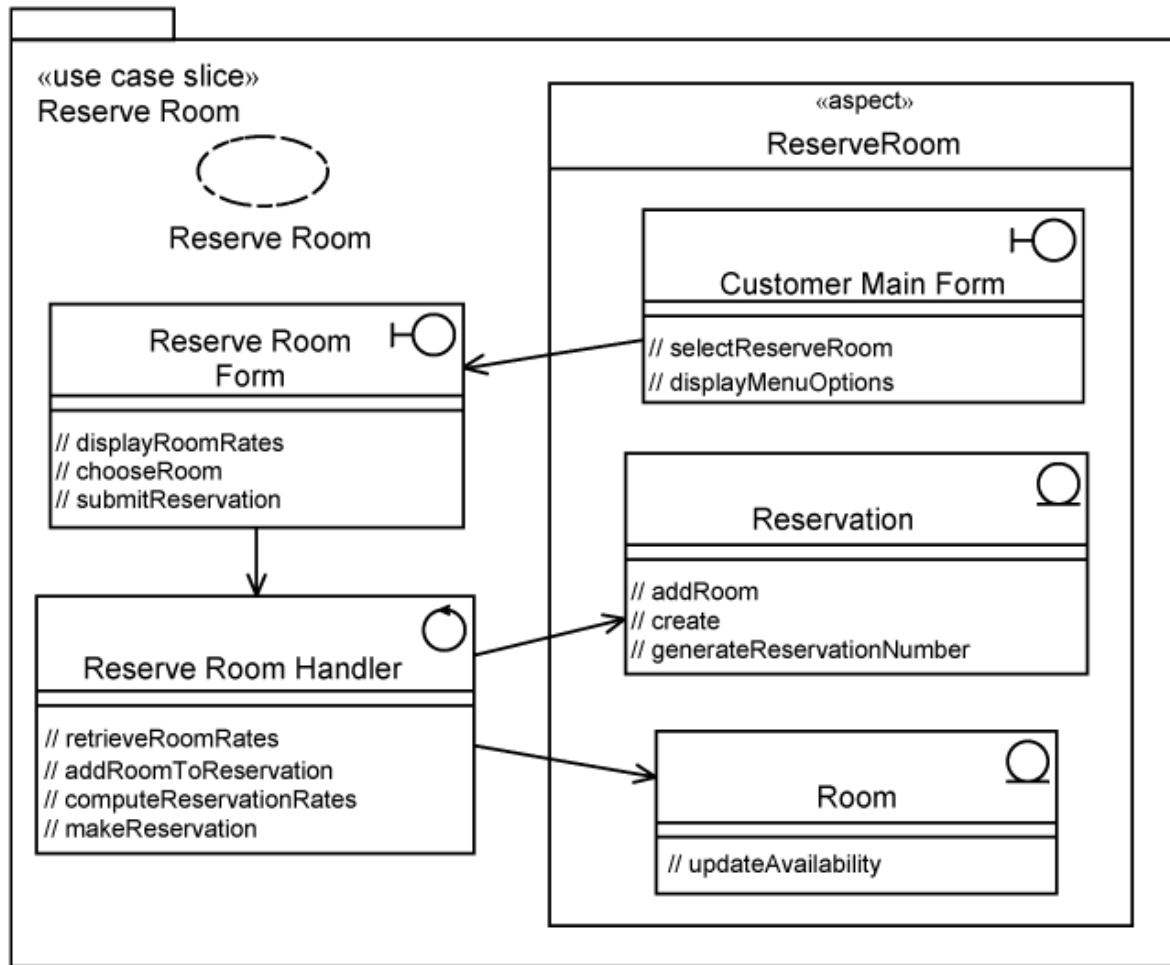 «use case slice»
Reserve Room
Reserve Room
«aspect»
ReserveRoom
Customer Main Form
// selectReserveRoom
// displayMenuOptions
Reserve Room
Form
// displayRoomRates
// chooseRoom
// submitReservation
Reservation
// addRoom
// create
// generateReservationNumber
Reserve Room Handler
// retrieveRoomRates
// addRoomToReservation
// computeReservationRates
// makeReservation
Room
// updateAvailability